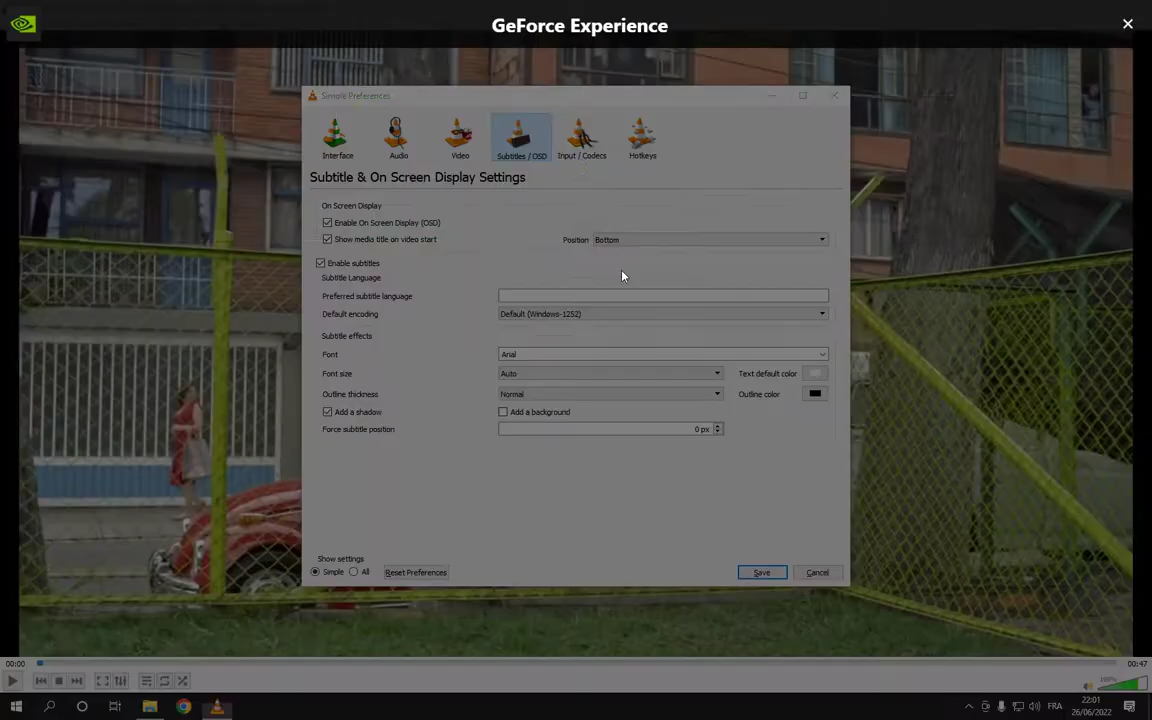 GeForce Experience
Simple Preferences
Interface Audio Video Subtitles / OSD Input / Codecs Hotkeys
Subtitle & On Screen Display Settings
On Screen Display
Enable On Screen Display (OSD)
Show media title on video start Position Bottom
Enable subtitles
Subtitle Language
Preferred subtitle language
Default encoding Default (Windows-1252)
Subtitle effects
Font Arial
Font size Auto Text default color
Outline thickness Normal Outline color
Add a shadow Add a background
Force subtitle position 0 px
Show settings
Simple All Reset Preferences Save Cancel
00:00 00:47
100%
FRA 22:01
26/06/2022